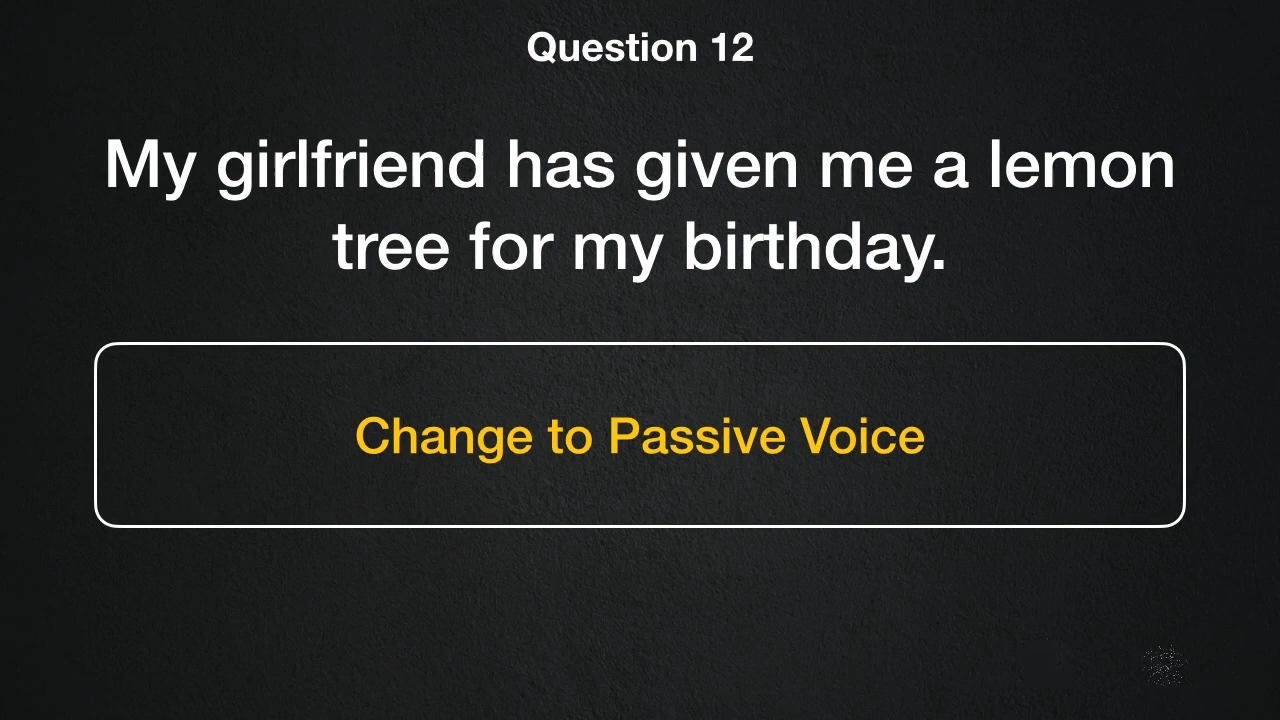 Question 12
My girlfriend has given me a lemon
tree for my birthday.
Change to Passive Voice